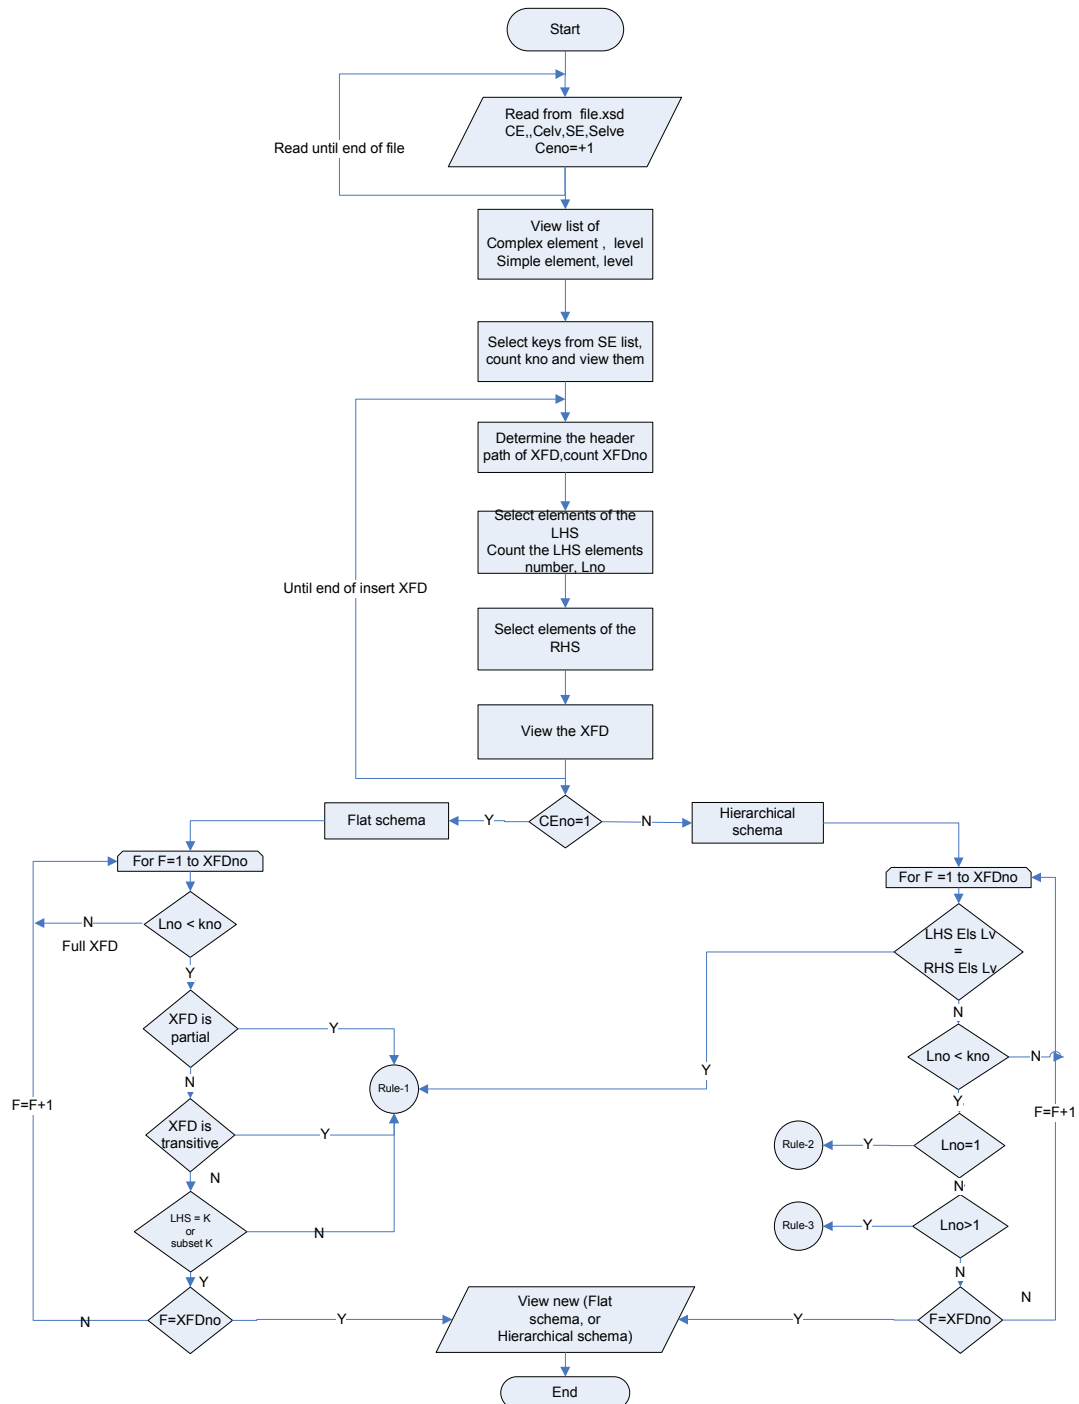 Start
Read from file.xsd
CE,,Celv,SE,Selve
Ceno=+1
Read until end of file
View list of
Complex element , level
Simple element, level
Select keys from SE list,
count kno and view them
Determine the header
path of XFD,count XFDno
Select elements of the
LHS
Count the LHS elements
number, Lno
Until end of insert XFD
Select elements of the
RHS
View the XFD
Flat schema
Y
CEno=1
N
Hierarchical
schema
For F=1 to XFDno
For F =1 to XFDno
N
Lno < kno
Full XFD
LHS Els Lv
=
RHS Els Lv
Y
N
XFD is
partial
Y
Lno < kno
N
N
Rule-1
Y
Y
F=F+1
F=F+1
XFD is
transitive
Y
Rule-2
Y
Lno=1
N
N
LHS = K
or
subset K
N
Rule-3
Y
Lno>1
Y
N
N
F=XFDno
N
Y
View new (Flat
schema, or
Hierarchical schema)
Y
F=XFDno
End